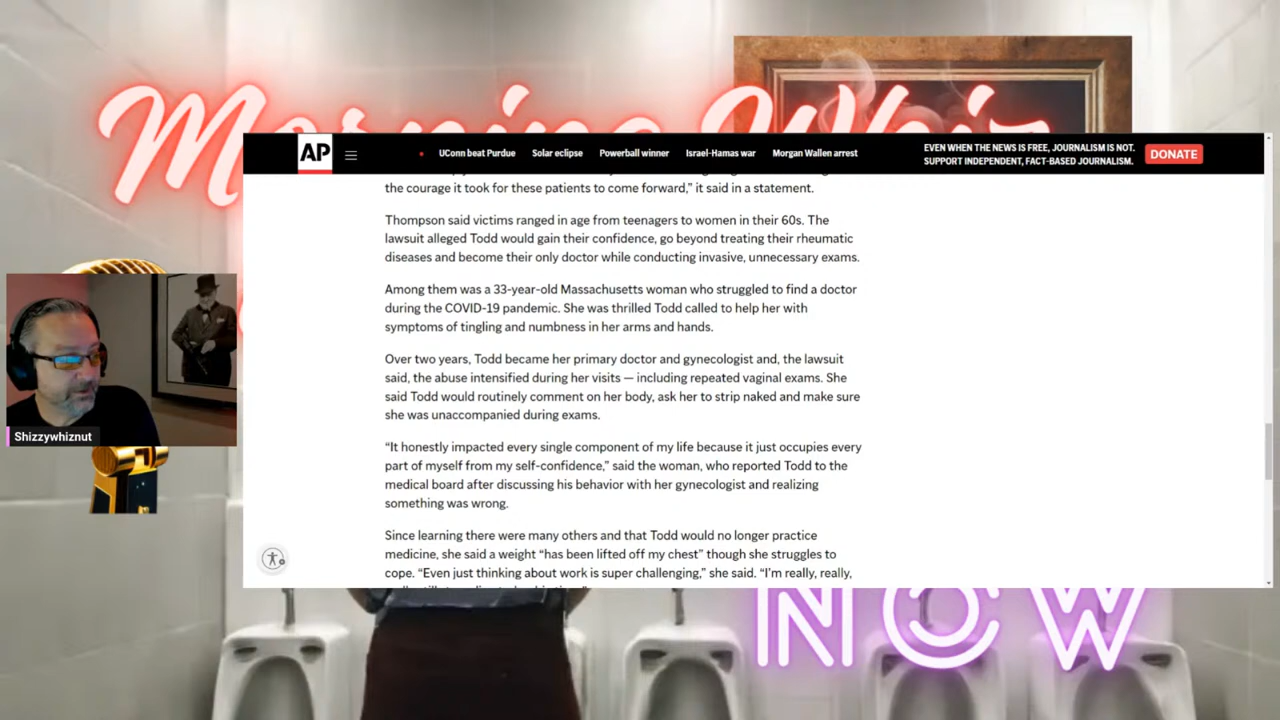 Morning Whiz
AP
UConn beat Purdue
Solar eclipse
Powerball winner
Israel-Hamas war
Morgan Wallen arrest
EVEN WHEN THE NEWS IS FREE, JOURNALISM IS NOT.
SUPPORT INDEPENDENT, FACT-BASED JOURNALISM.
DONATE
the courage it took for these patients to come forward,” it said in a statement.
Thompson said victims ranged in age from teenagers to women in their 60s. The
lawsuit alleged Todd would gain their confidence, go beyond treating their rheumatic
diseases and become their only doctor while conducting invasive, unnecessary exams.
Among them was a 33-year-old Massachusetts woman who struggled to find a doctor
during the COVID-19 pandemic. She was thrilled Todd called to help her with
symptoms of tingling and numbness in her arms and hands.
Over two years, Todd became her primary doctor and gynecologist and, the lawsuit
said, the abuse intensified during her visits — including repeated vaginal exams. She
said Todd would routinely comment on her body, ask her to strip naked and make sure
she was unaccompanied during exams.
“It honestly impacted every single component of my life because it just occupies every
part of myself from my self-confidence,” said the woman, who reported Todd to the
medical board after discussing his behavior with her gynecologist and realizing
something was wrong.
Since learning there were many others and that Todd would no longer practice
medicine, she said a weight “has been lifted off my chest” though she struggles to
cope. “Even just thinking about work is super challenging,” she said. “I’m really, really,
Shizzywhiznut
NOW